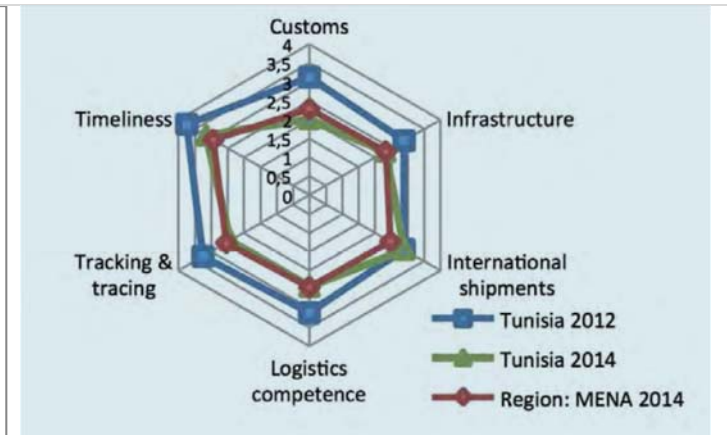 Customs
4
3,5
3
2,5
2
1,5
1
0,5
0
Infrastructure
International
shipments
Logistics
competence
Tracking &
tracing
Timeliness
Tunisia 2012
Tunisia 2014
Region: MENA 2014